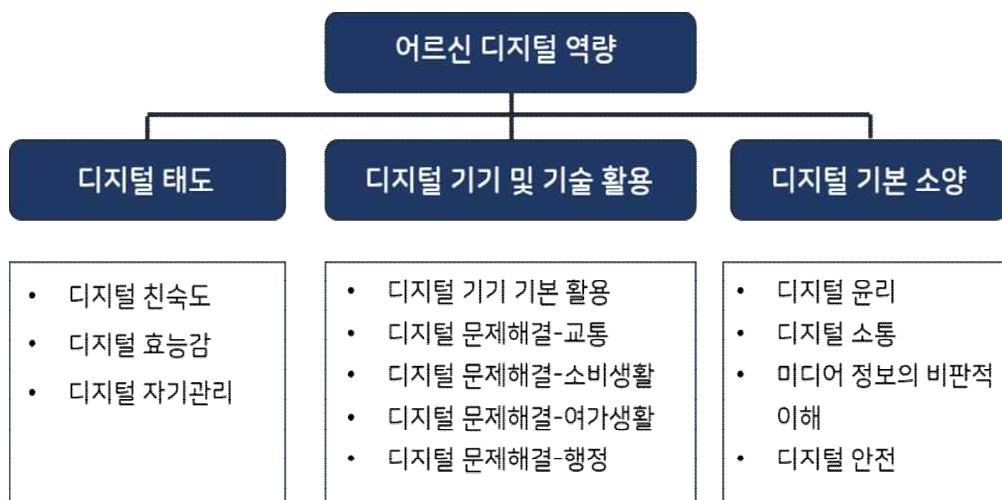 어르신 디지털 역량
디지털 태도
디지털 기기 및 기술 활용
디지털 기본 소양
• 디지털 친숙도
• 디지털 효능감
• 디지털 자기관리
• 디지털 기기 기본 활용
• 디지털 문제해결-교통
• 디지털 문제해결-소비생활
• 디지털 문제해결-여가생활
• 디지털 문제해결-행정
• 디지털 윤리
• 디지털 소통
• 미디어 정보의 비판적
이해
• 디지털 안전